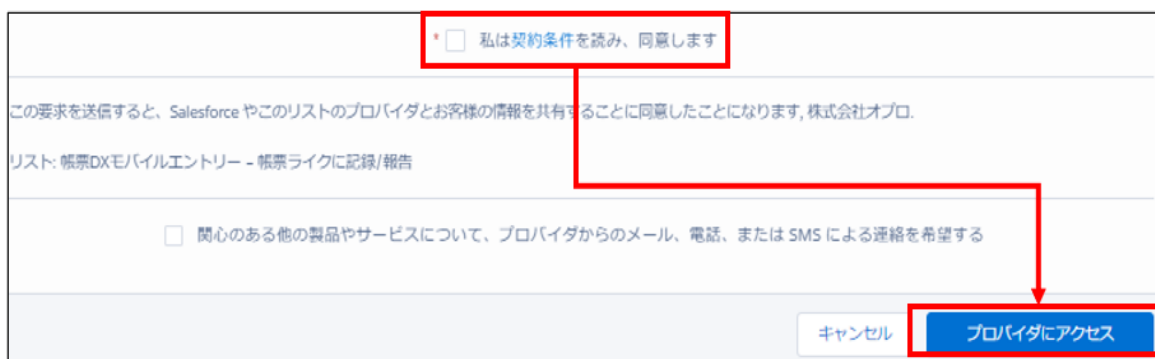 * 私は契約条件を読み、同意します
この要求を送信すると、Salesforce やこのリストのプロバイダとお客様の情報を共有することに同意したことになります, 株式会社オプロ.
リスト: 帳票DXモバイルエントリー – 帳票ライクに記録/報告
関心のある他の製品やサービスについて、プロバイダからのメール、電話、または SMS による連絡を希望する
キャンセル プロバイダにアクセス